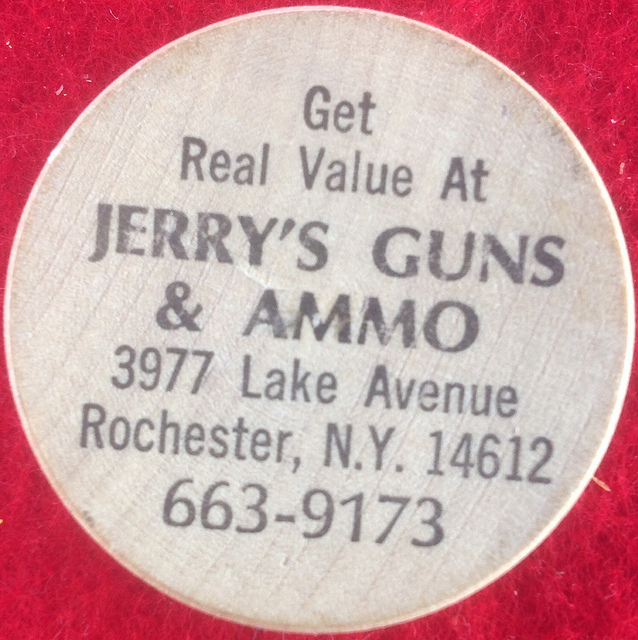 Get
Real Value At
JERRY'S GUNS
& AMMO
3977 Lake Avenue
Rochester, N.Y. 14612
663-9173